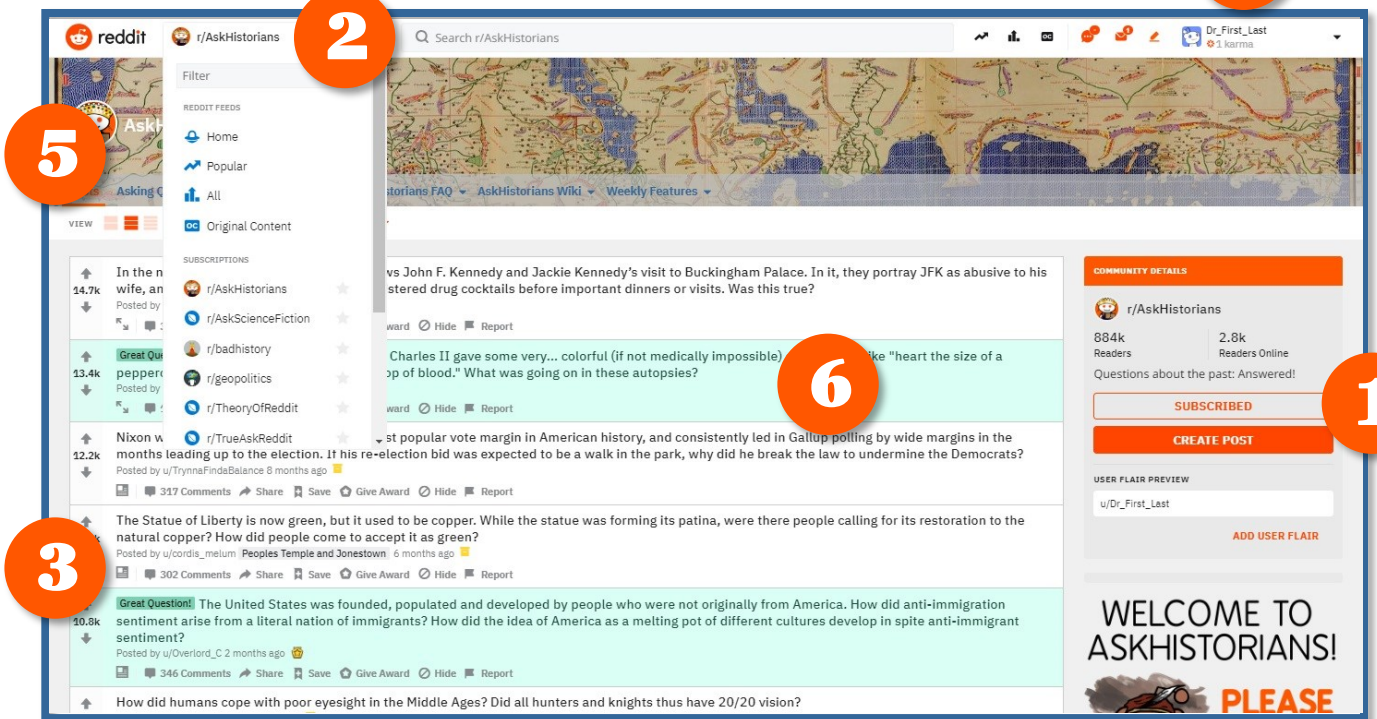 2
reddit r/AskHistorians Search r/AskHistorians OC Dr_First_Last
1 karma
Filter
REDDIT FEEDS
Home
Popular
All
OC Original Content
SUBSCRIPTIONS
r/AskHistorians
r/AskScienceFiction
r/badhistory
r/geopolitics
r/TheoryOfReddit
r/TrueAskReddit
5
AskH
Asking Q torians FAQ AskHistorians Wiki Weekly Features
VIEW
In the n ws John F. Kennedy and Jackie Kennedy's visit to Buckingham Palace. In it, they portray JFK as abusive to his
14.7k wife, an stered drug cocktails before important dinners or visits. Was this true?
Posted by
ward Hide Report
Great Que Charles II gave some very... colorful (if not medically impossible) ike "heart the size of a
13.4k pepperc op of blood." What was going on in these autopsies?
Posted by
ward Hide Report
6
Nixon w st popular vote margin in American history, and consistently led in Gallup polling by wide margins in the
12.2k months leading up to the election. If his re-election bid was expected to be a walk in the park, why did he break the law to undermine the Democrats?
Posted by u/TrynnaFindaBalance 8 months ago
317 Comments Share Save Give Award Hide Report
The Statue of Liberty is now green, but it used to be copper. While the statue was forming its patina, were there people calling for its restoration to the
k natural copper? How did people come to accept it as green?
Posted by u/cordis_melum Peoples Temple and Jonestown 6 months ago
302 Comments Share Save Give Award Hide Report
3
Great Question! The United States was founded, populated and developed by people who were not originally from America. How did anti-immigration
10.8k sentiment arise from a literal nation of immigrants? How did the idea of America as a melting pot of different cultures develop in spite anti-immigrant
sentiment?
Posted by u/Overlord_C 2 months ago
346 Comments Share Save Give Award Hide Report
How did humans cope with poor eyesight in the Middle Ages? Did all hunters and knights thus have 20/20 vision?
COMMUNITY DETAILS
r/AskHistorians
884k 2.8k
Readers Readers Online
Questions about the past: Answered!
SUBSCRIBED
1
CREATE POST
USER FLAIR PREVIEW
u/Dr_First_Last
ADD USER FLAIR
WELCOME TO
ASKHISTORIANS!
PLEASE